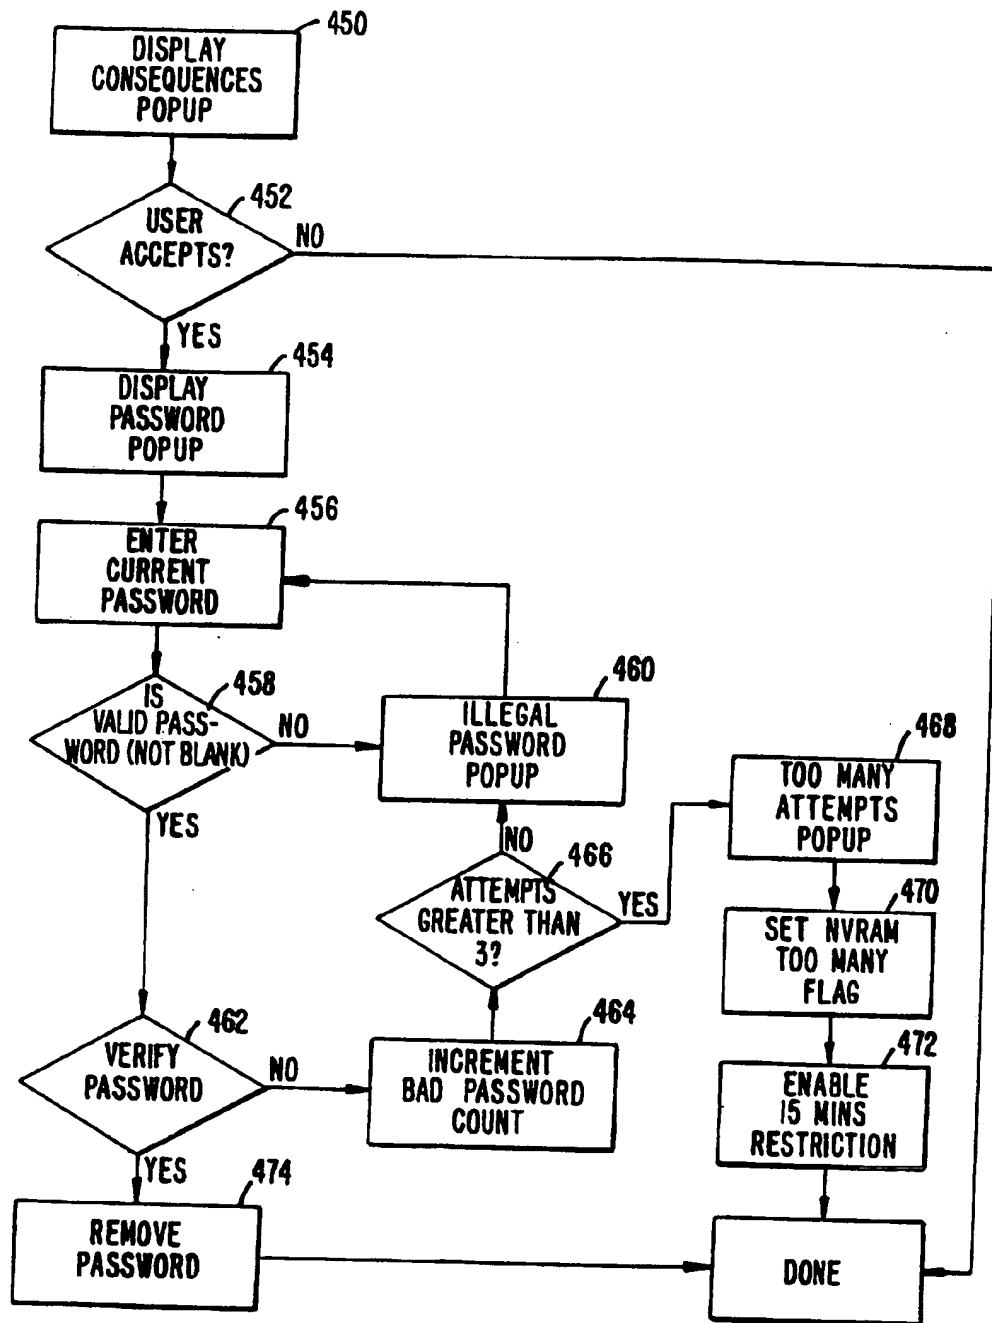 450
DISPLAY
CONSEQUENCES
POPUP
452
USER
ACCEPTS?
NO
YES
454
DISPLAY
PASSWORD
POPUP
456
ENTER
CURRENT
PASSWORD
458
IS
VALID PASS-
WORD (NOT BLANK)
NO
YES
460
ILLEGAL
PASSWORD
POPUP
NO
466
ATTEMPTS
GREATER THAN
3?
YES
468
TOO MANY
ATTEMPTS
POPUP
470
SET NVRAM
TOO MANY
FLAG
462
VERIFY
PASSWORD
NO
YES
464
INCREMENT
BAD PASSWORD
COUNT
472
ENABLE
15 MINS
RESTRICTION
474
REMOVE
PASSWORD
DONE